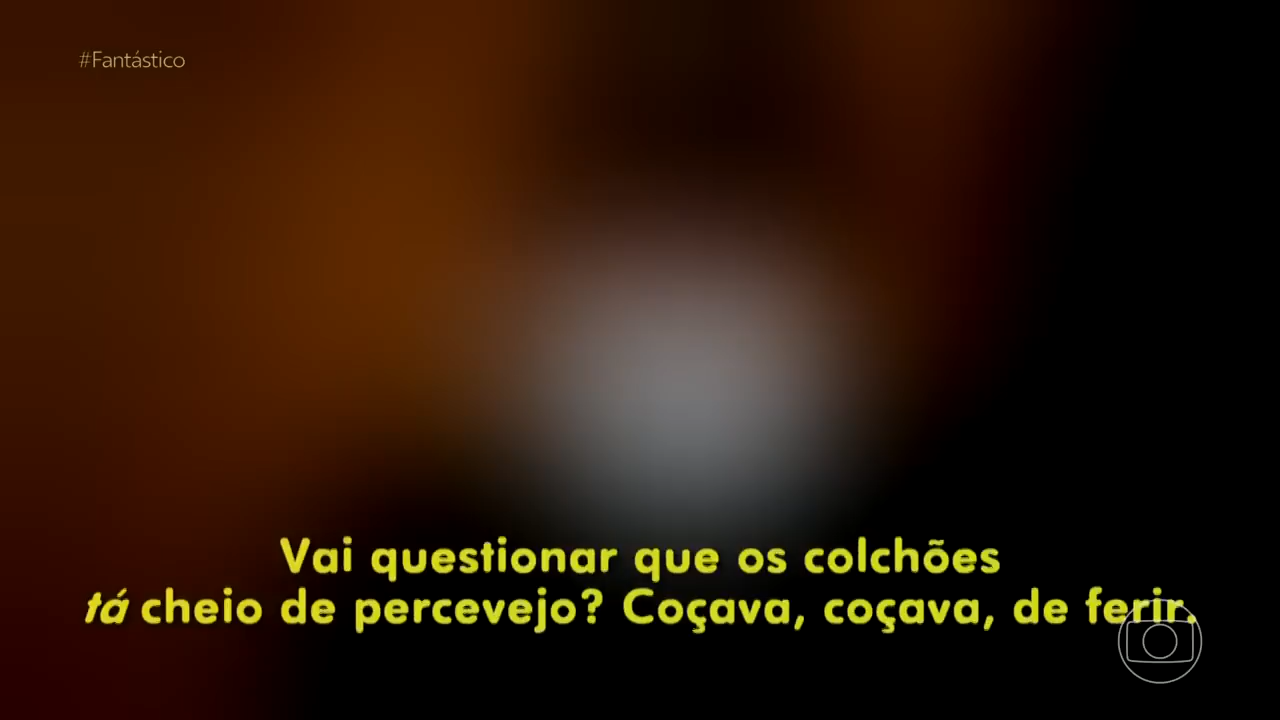 #Fantástico
Vai questionar que os colchões
tá cheio de percevejo? Coçava, coçava, de ferir.